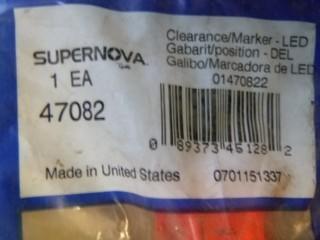 Clearance/Marker - LED
Gabarit/position - DEL
Galibo/Marcadora de LED
SUPERNOVA
1 EA
01470822
47082
0 89373 46128 2
Made in United States
0701151337